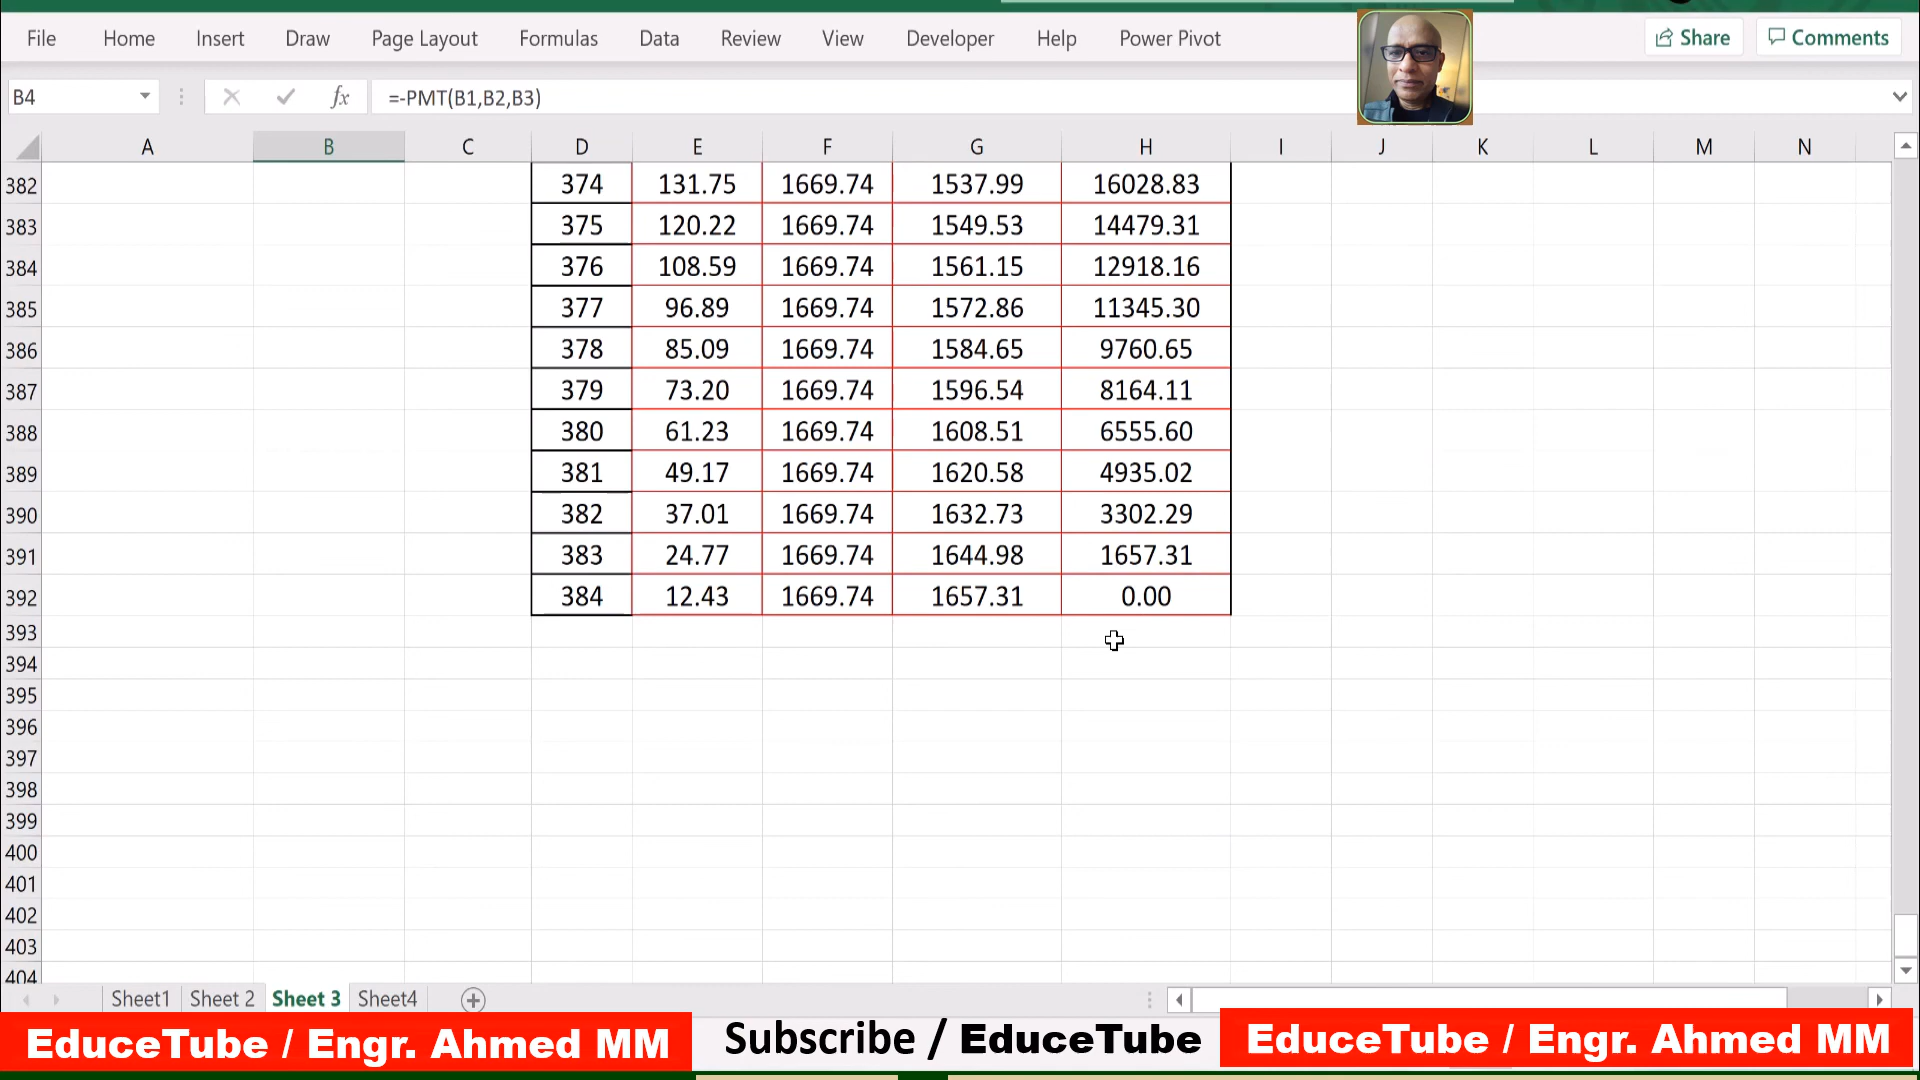 File Home Insert Draw Page Layout Formulas Data Review View Developer Help Power Pivot Share Comments
B4 fx =-PMT(B1,B2,B3)
A B C D E F G H I J K L M N
382 374 131.75 1669.74 1537.99 16028.83
383 375 120.22 1669.74 1549.53 14479.31
384 376 108.59 1669.74 1561.15 12918.16
385 377 96.89 1669.74 1572.86 11345.30
386 378 85.09 1669.74 1584.65 9760.65
387 379 73.20 1669.74 1596.54 8164.11
388 380 61.23 1669.74 1608.51 6555.60
389 381 49.17 1669.74 1620.58 4935.02
390 382 37.01 1669.74 1632.73 3302.29
391 383 24.77 1669.74 1644.98 1657.31
392 384 12.43 1669.74 1657.31 0.00
393
394
395
396
397
398
399
400
401
402
403
404
Sheet1 Sheet 2 Sheet 3 Sheet4
EduceTube / Engr. Ahmed MM Subscribe / EduceTube EduceTube / Engr. Ahmed MM